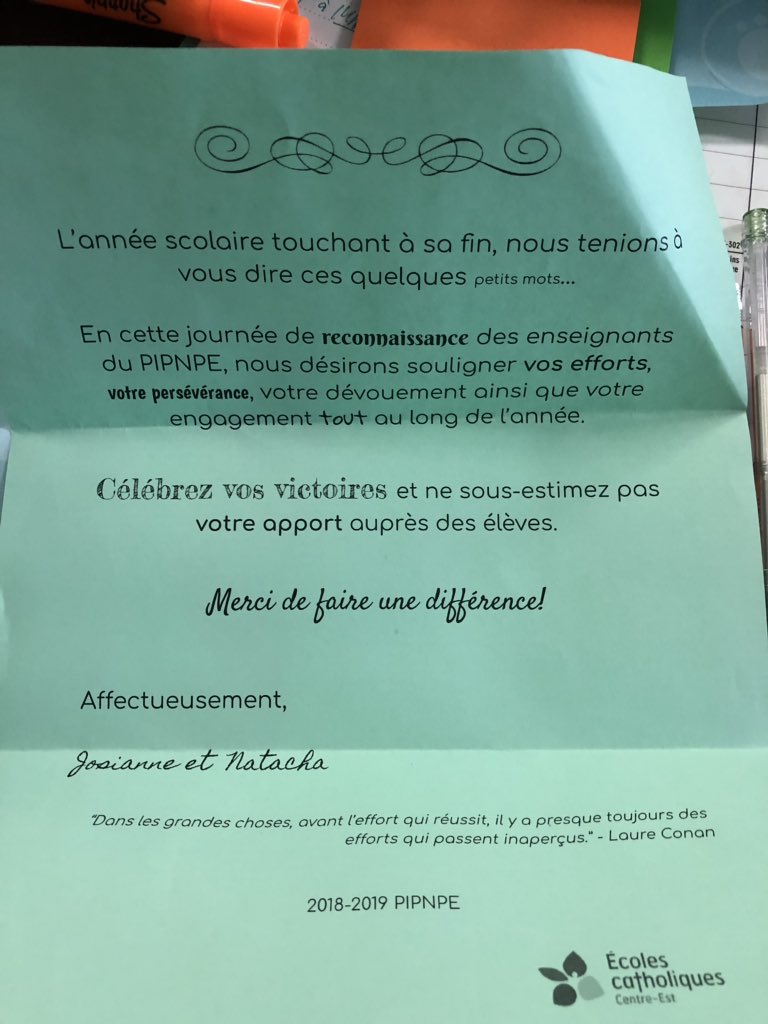 Sharpie
à
L'année scolaire touchant à sa fin, nous tenions à
vous dire ces quelques petits mots...
En cette journée de reconnaissance des enseignants
du PIPNPE, nous désirons souligner vos efforts,
votre persévérance, votre dévouement ainsi que votre
engagement tout au long de l'année.
Célébrez vos victoires et ne sous-estimez pas
votre apport auprès des élèves.
Merci de faire une différence!
Affectueusement,
Josianne et Natacha
"Dans les grandes choses, avant l'effort qui réussit, il y a presque toujours des
efforts qui passent inaperçus." - Laure Conan
2018-2019 PIPNPE
Écoles
catholiques
Centre-Est